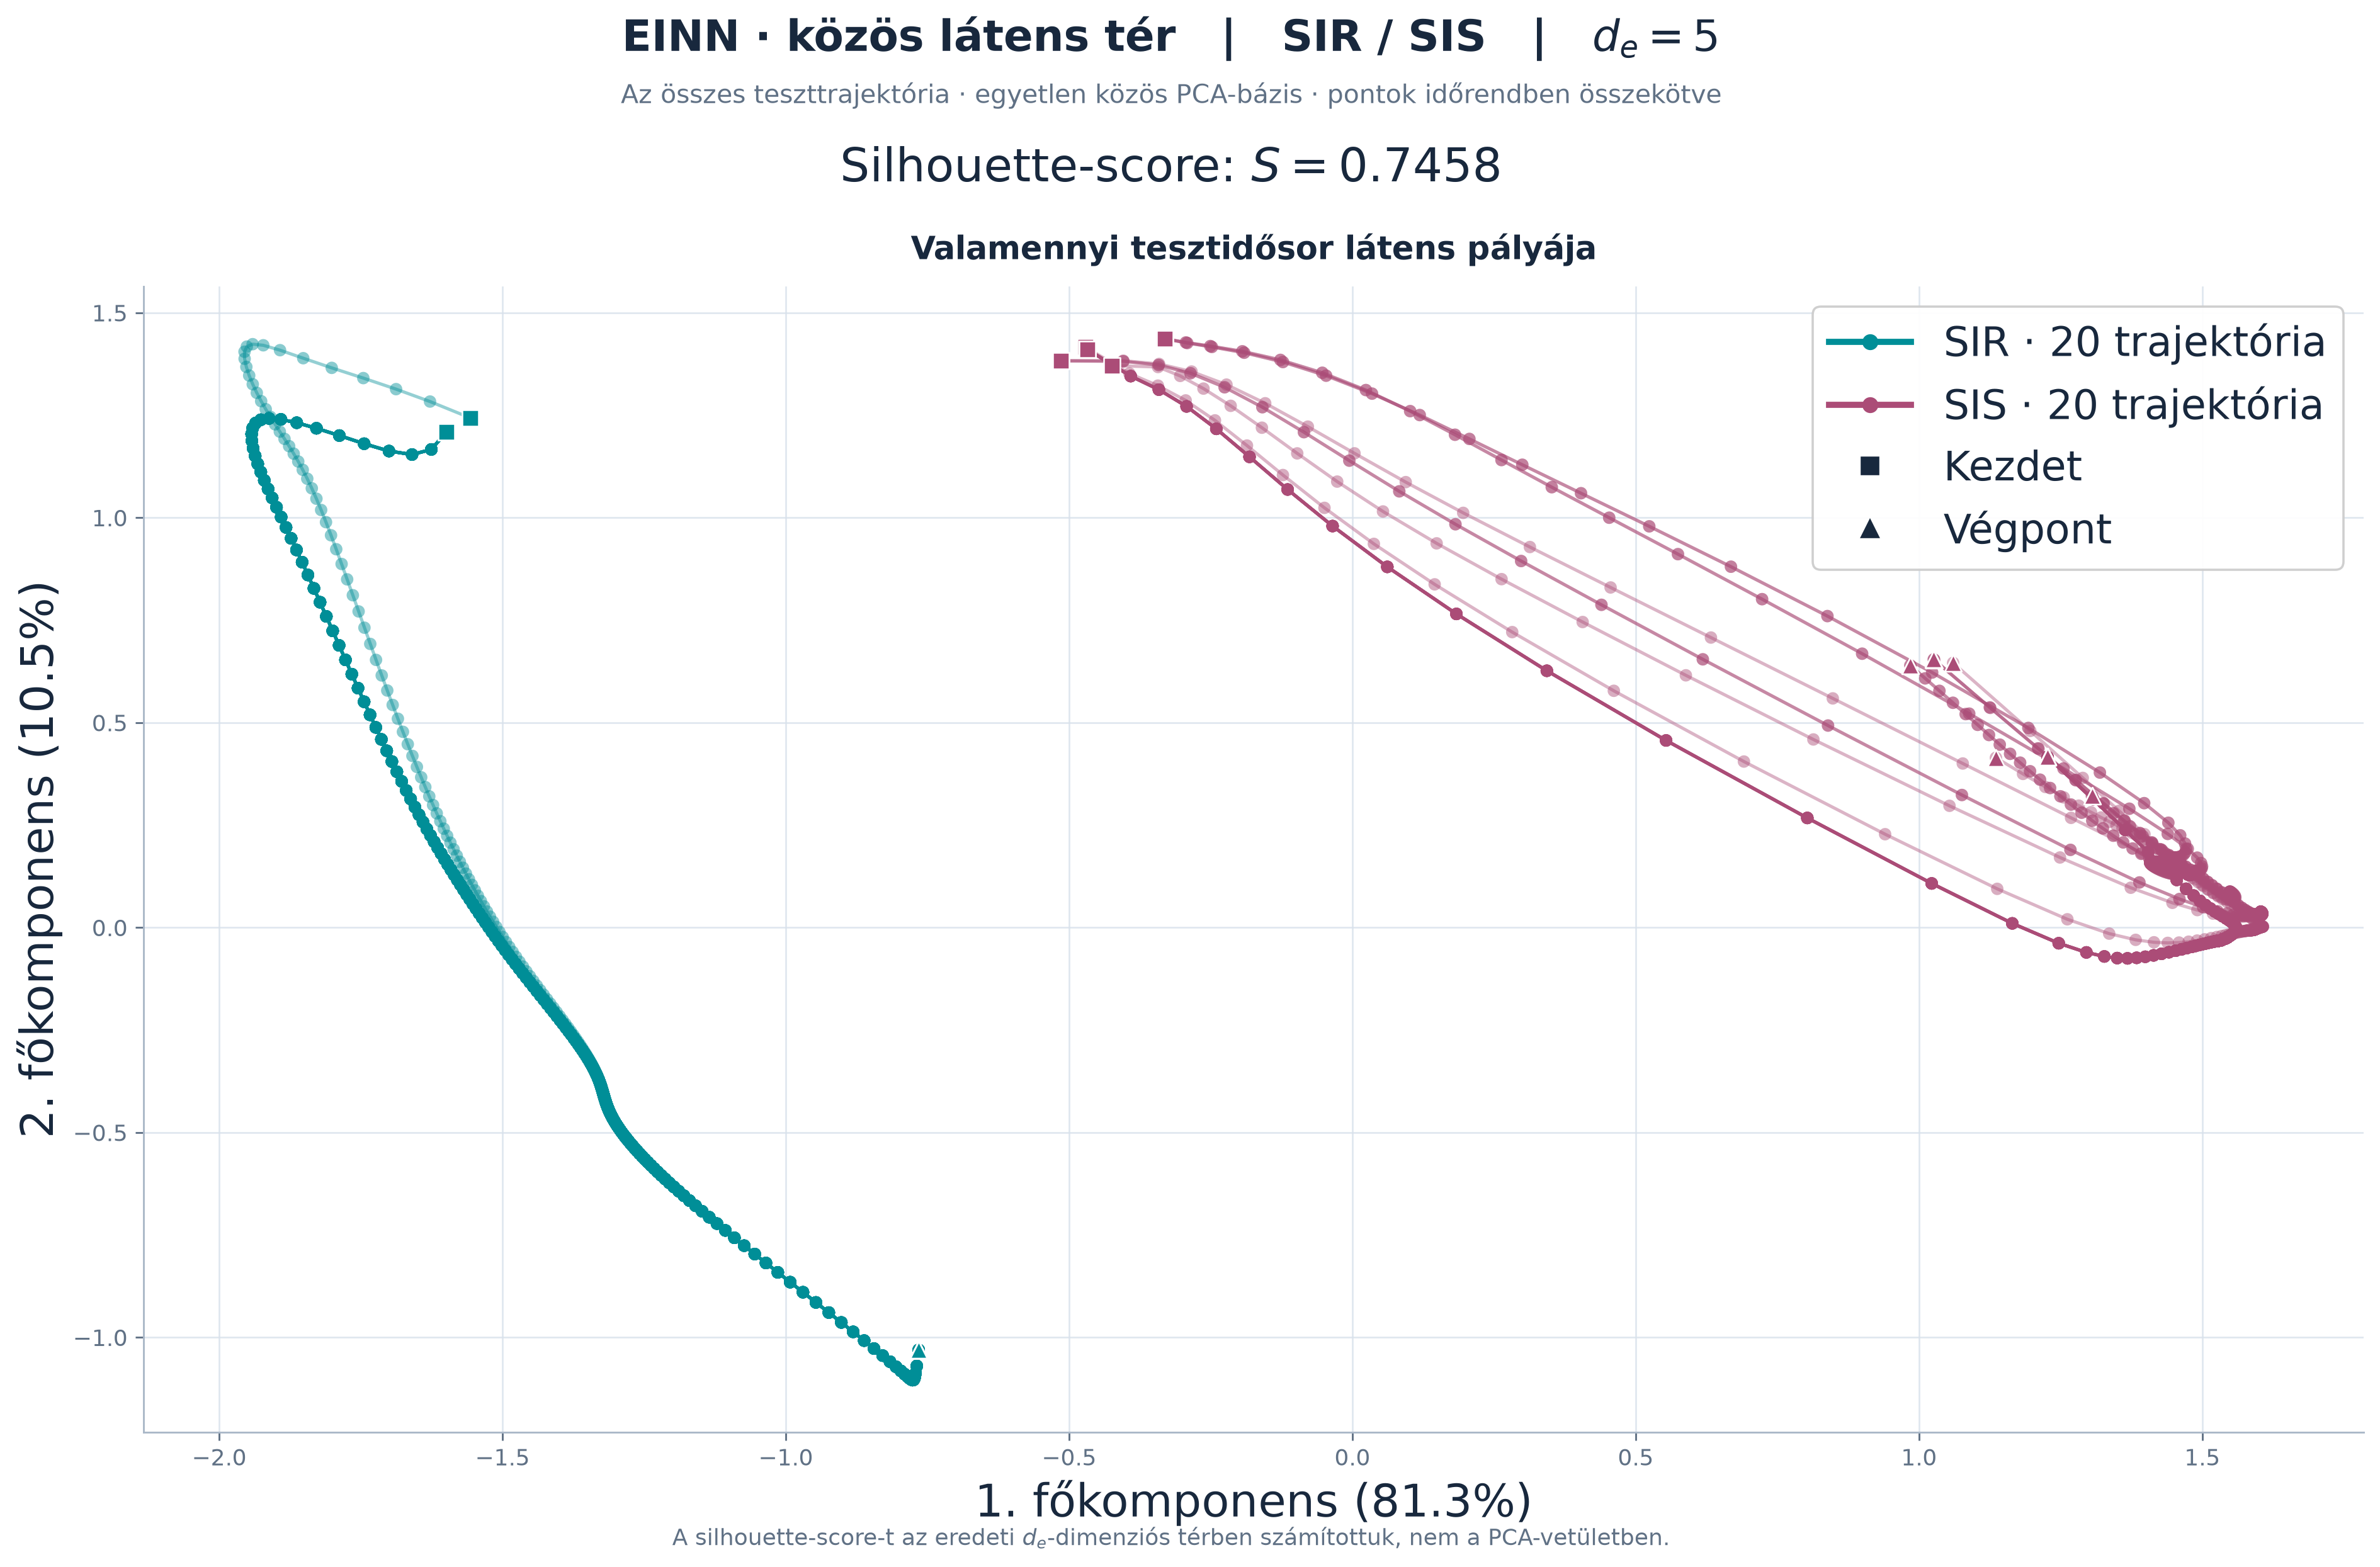 EINN · közös látens tér | SIR / SIS | dₑ = 5
Az összes teszttrajektória · egyetlen közös PCA-bázis · pontok időrendben összekötve
Silhouette-score: S = 0.7458
Valamennyi tesztidősor látens pályája
SIR · 20 trajektória
SIS · 20 trajektória
Kezdet
Végpont
2. főkomponens (10.5%)
1.5
1.0
0.5
0.0
−0.5
−1.0
−2.0 −1.5 −1.0 −0.5 0.0 0.5 1.0 1.5
1. főkomponens (81.3%)
A silhouette-score-t az eredeti dₑ-dimenziós térben számítottuk, nem a PCA-vetületben.